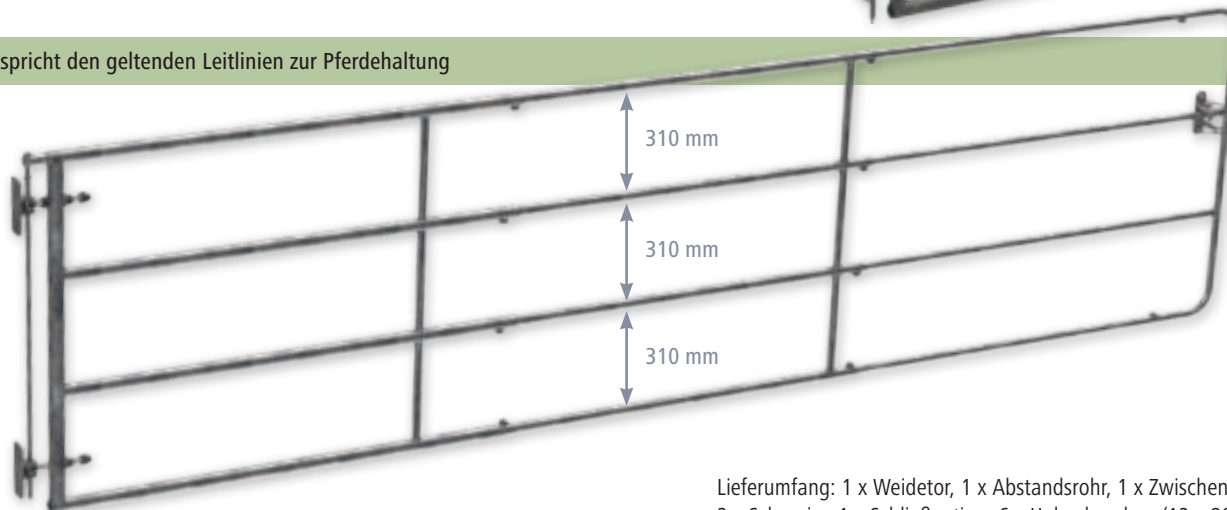 spricht den geltenden Leitlinien zur Pferdehaltung
310 mm
310 mm
310 mm
Lieferumfang: 1 x Weidetor, 1 x Abstandsrohr, 1 x Zwischen